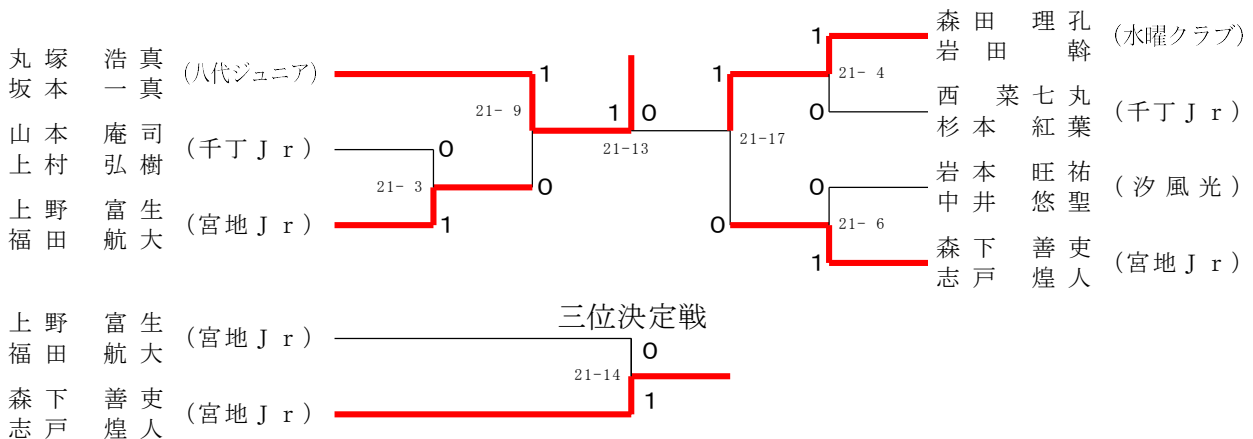 丸塚 浩真
坂本 一真
(八代ジュニア)
山本 庵司
上村 弘樹
(千丁Ｊｒ)
上野 富生
福田 航大
(宮地Ｊｒ)
1
21- 9
0
21- 3
1
0
1
0
21-13
1
21-17
0
1
21- 4
0
0
21- 6
1
森田 理孔
岩田 幹
(水曜クラブ)
西 菜七丸
杉本 紅葉
(千丁Ｊｒ)
岩本 旺祐
中井 悠聖
(汐風光)
森下 善吏
志戸 煌人
(宮地Ｊｒ)
三位決定戦
上野 富生
福田 航大
(宮地Ｊｒ)
森下 善吏
志戸 煌人
(宮地Ｊｒ)
0
21-14
1